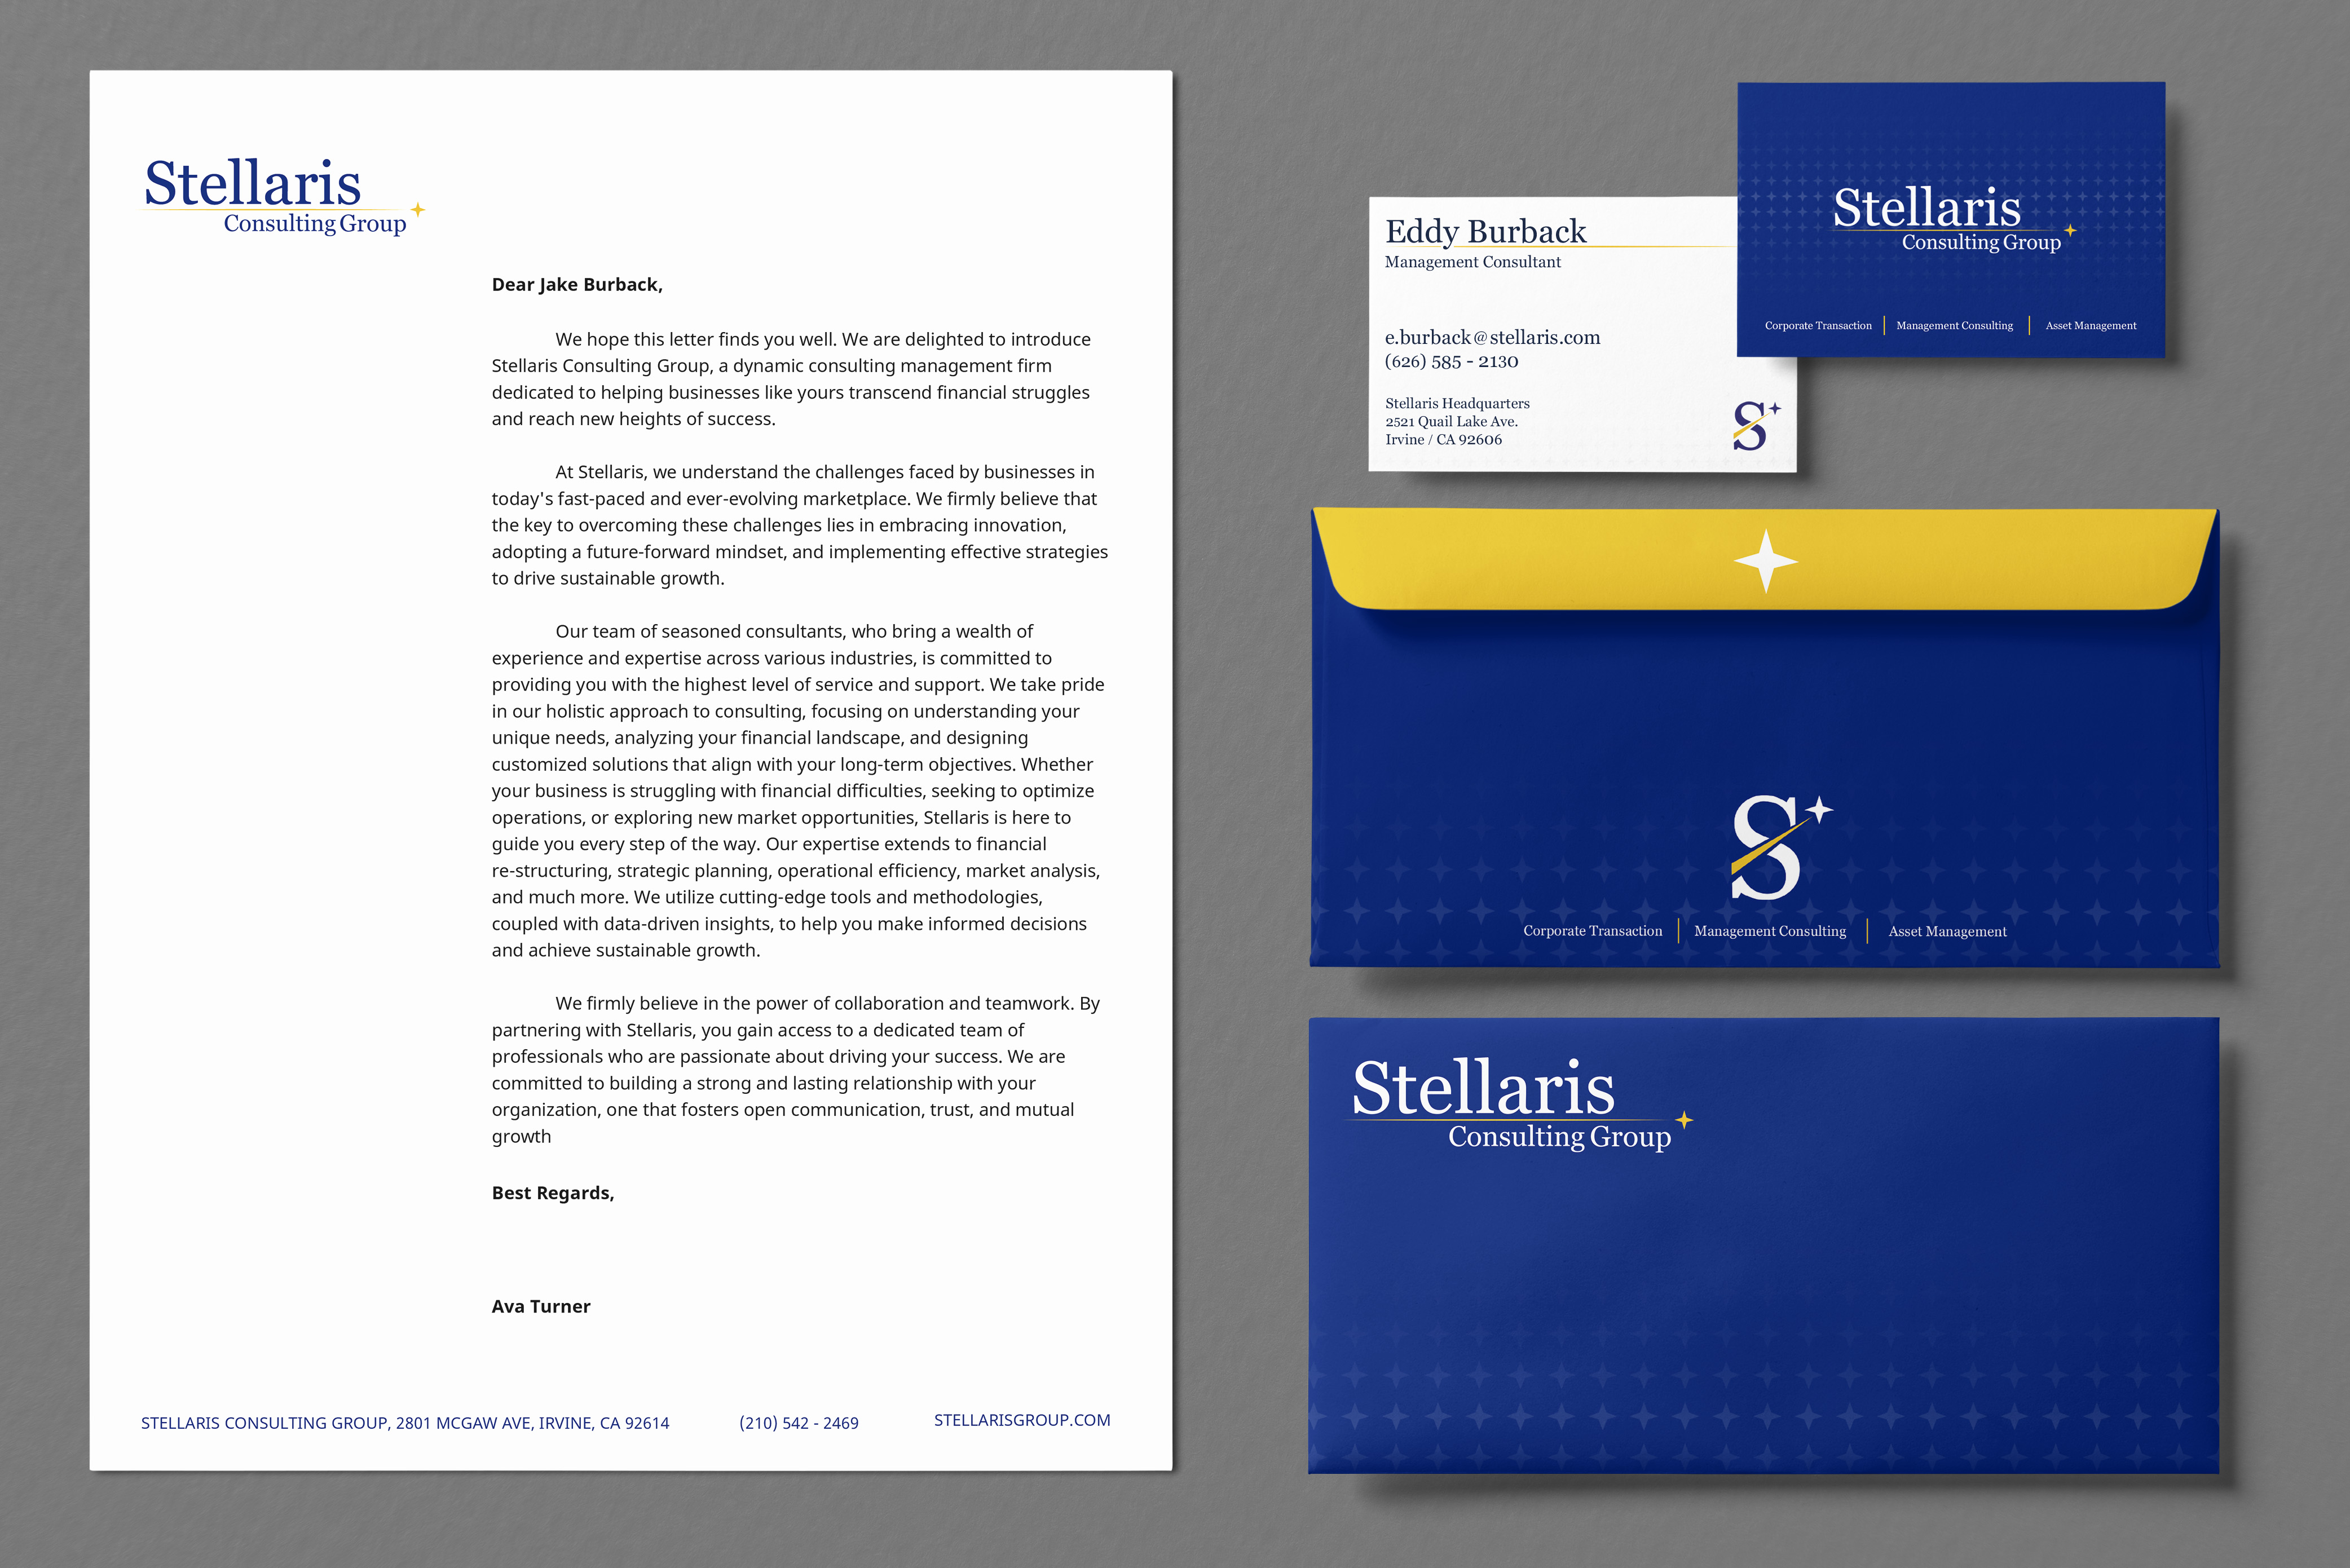 Stellaris
Consulting Group
Dear Jake Burback,
We hope this letter finds you well. We are delighted to introduce
Stellaris Consulting Group, a dynamic consulting management firm
dedicated to helping businesses like yours transcend financial struggles
and reach new heights of success.
At Stellaris, we understand the challenges faced by businesses in
today's fast-paced and ever-evolving marketplace. We firmly believe that
the key to overcoming these challenges lies in embracing innovation,
adopting a future-forward mindset, and implementing effective strategies
to drive sustainable growth.
Our team of seasoned consultants, who bring a wealth of
experience and expertise across various industries, is committed to
providing you with the highest level of service and support. We take pride
in our holistic approach to consulting, focusing on understanding your
unique needs, analyzing your financial landscape, and designing
customized solutions that align with your long-term objectives. Whether
your business is struggling with financial difficulties, seeking to optimize
operations, or exploring new market opportunities, Stellaris is here to
guide you every step of the way. Our expertise extends to financial
re-structuring, strategic planning, operational efficiency, market analysis,
and much more. We utilize cutting-edge tools and methodologies,
coupled with data-driven insights, to help you make informed decisions
and achieve sustainable growth.
We firmly believe in the power of collaboration and teamwork. By
partnering with Stellaris, you gain access to a dedicated team of
professionals who are passionate about driving your success. We are
committed to building a strong and lasting relationship with your
organization, one that fosters open communication, trust, and mutual
growth
Best Regards,
Ava Turner
STELLARIS CONSULTING GROUP, 2801 MCGAW AVE, IRVINE, CA 92614 (210) 542 - 2469 STELLARISGROUP.COM
Eddy Burback
Management Consultant
e.burback@stellaris.com
(626) 585 - 2130
Stellaris Headquarters
2521 Quail Lake Ave.
Irvine / CA 92606
S
Stellaris
Consulting Group
Corporate Transaction | Management Consulting | Asset Management
S
Corporate Transaction | Management Consulting | Asset Management
Stellaris
Consulting Group